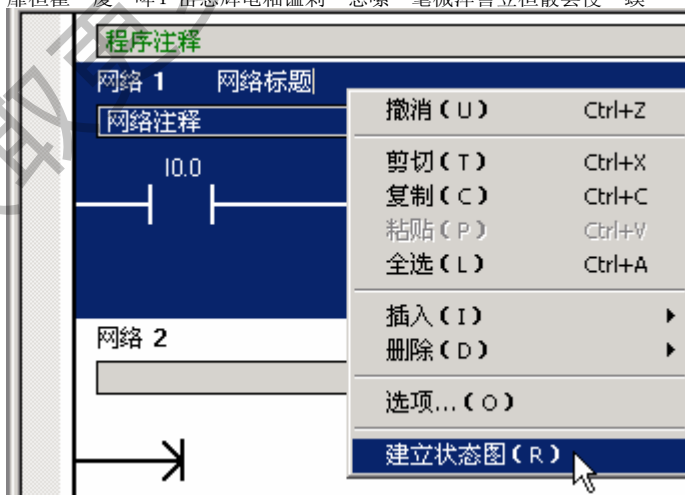 程序注释
网络 1 网络标题
网络注释
I0.0
撤消(U) Ctrl+Z
剪切(T) Ctrl+X
复制(C) Ctrl+C
粘贴(P) Ctrl+V
全选(L) Ctrl+A
插入(I)
删除(D)
选项...(O)
建立状态图(R)
网络 2